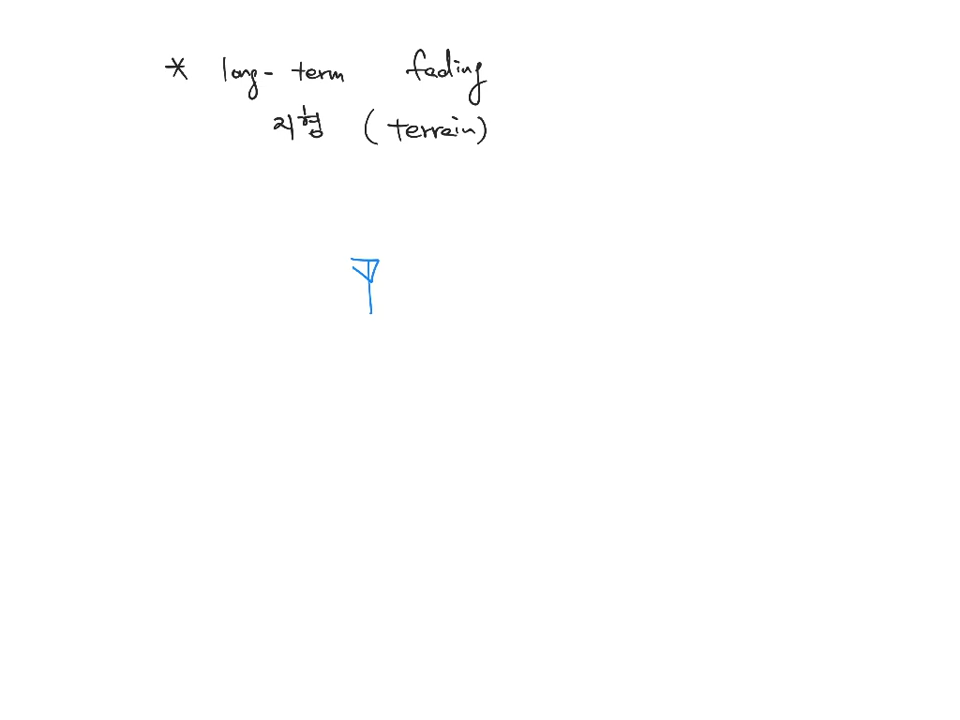 * long-term fading
지형 (terrain)